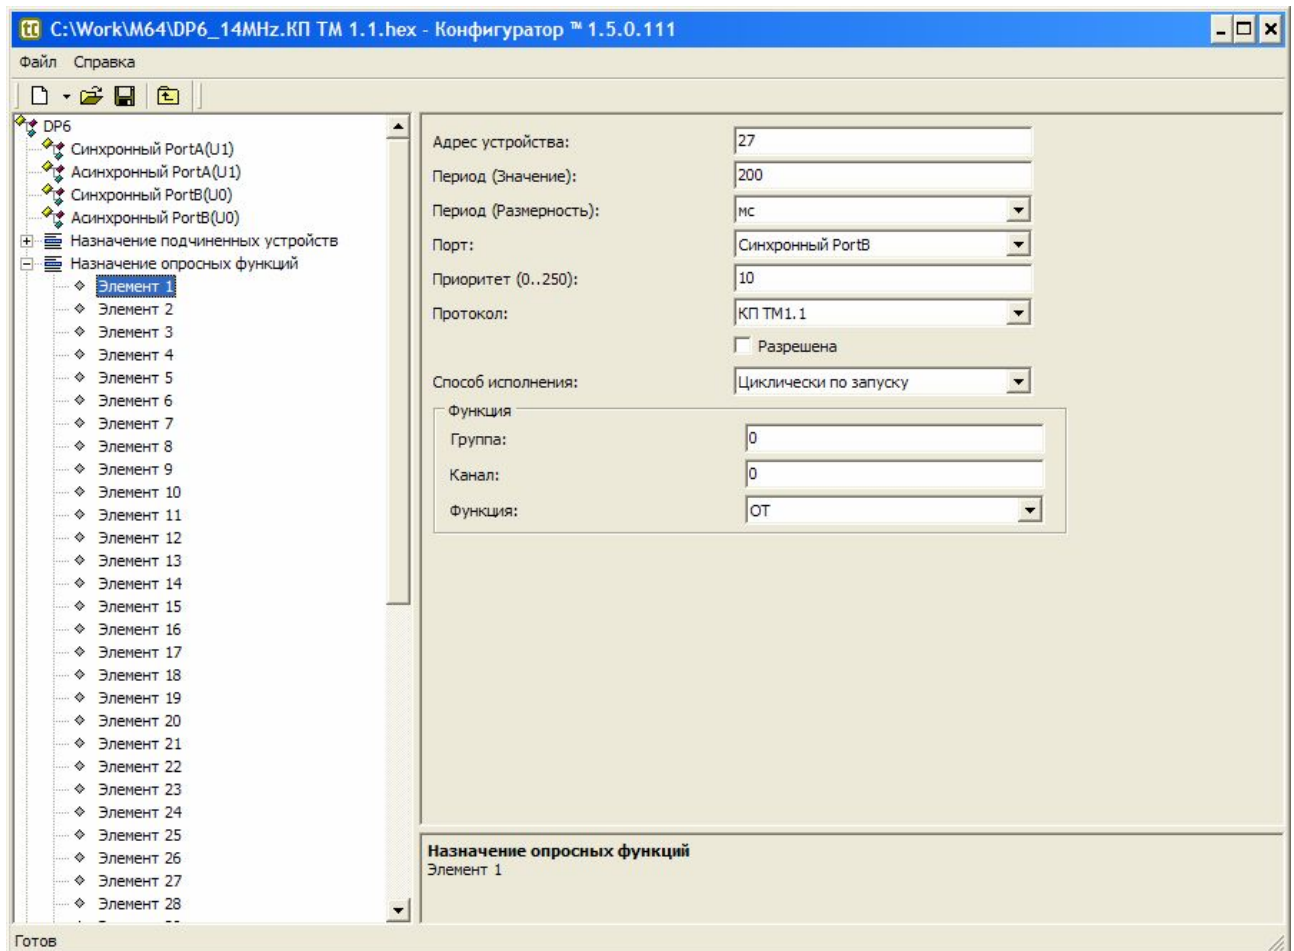 C:\Work\M64\DP6_14MHz.КП ТМ 1.1.hex - Конфигуратор ™ 1.5.0.111
Файл Справка
DP6
Синхронный PortA(U1)
Асинхронный PortA(U1)
Синхронный PortB(U0)
Асинхронный PortB(U0)
Назначение подчиненных устройств
Назначение опросных функций
Элемент 1
Элемент 2
Элемент 3
Элемент 4
Элемент 5
Элемент 6
Элемент 7
Элемент 8
Элемент 9
Элемент 10
Элемент 11
Элемент 12
Элемент 13
Элемент 14
Элемент 15
Элемент 16
Элемент 17
Элемент 18
Элемент 19
Элемент 20
Элемент 21
Элемент 22
Элемент 23
Элемент 24
Элемент 25
Элемент 26
Элемент 27
Элемент 28
Адрес устройства: 27
Период (Значение): 200
Период (Размерность): мс
Порт: Синхронный PortB
Приоритет (0..250): 10
Протокол: КП ТМ1.1
Разрешена
Способ исполнения: Циклически по запуску
Функция
Группа: 0
Канал: 0
Функция: ОТ
Назначение опросных функций
Элемент 1
Готов